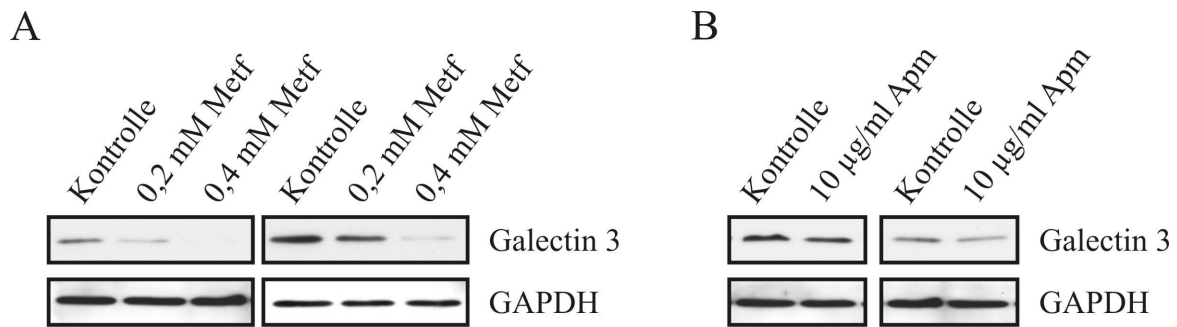 A
Kontrolle
0,2 mM Metf
0,4 mM Metf
Kontrolle
0,2 mM Metf
0,4 mM Metf
Galectin 3
GAPDH
B
Kontrolle
10 µg/ml Apm
Kontrolle
10 µg/ml Apm
Galectin 3
GAPDH